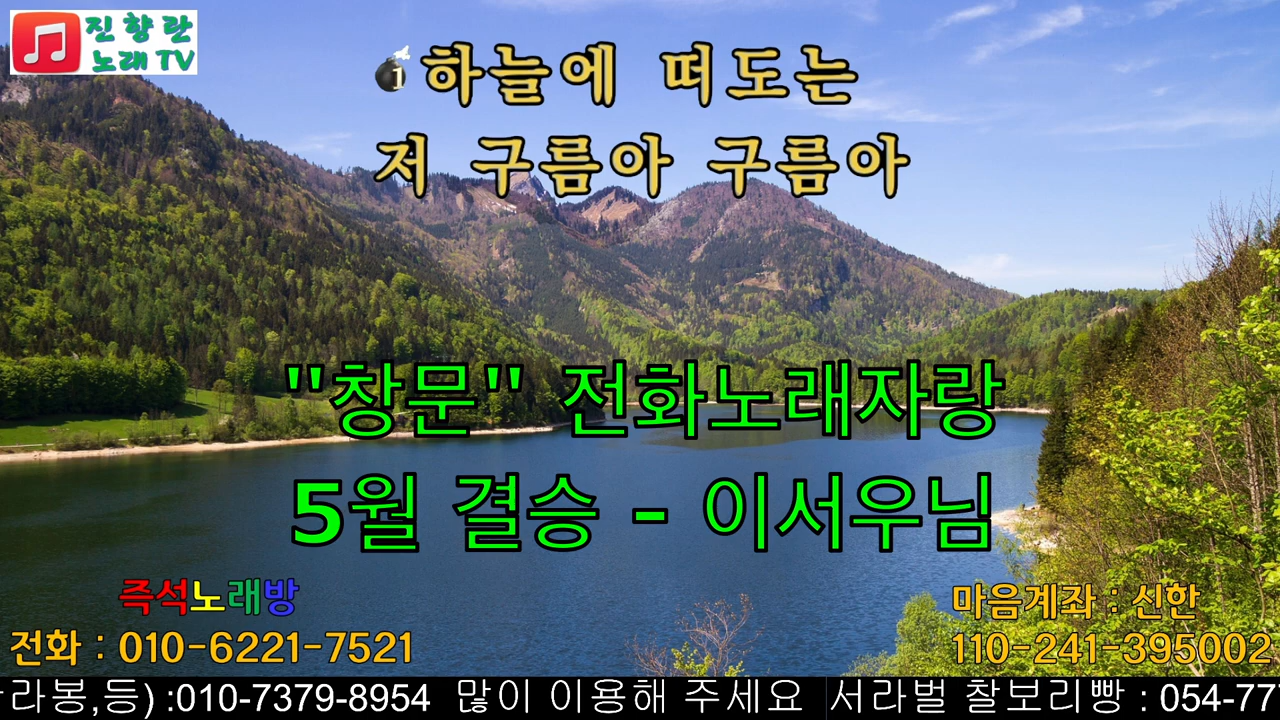 진향란
노래TV
1 하늘에 떠도는
저 구름아 구름아
"창문" 전화노래자랑
5월 결승 - 이서우님
즉석노래방
전화 : 010-6221-7521
마음계좌 : 신한
110-241-395002
라봉,등) :010-7379-8954 많이 이용해 주세요 서라벌 찰보리빵 : 054-77